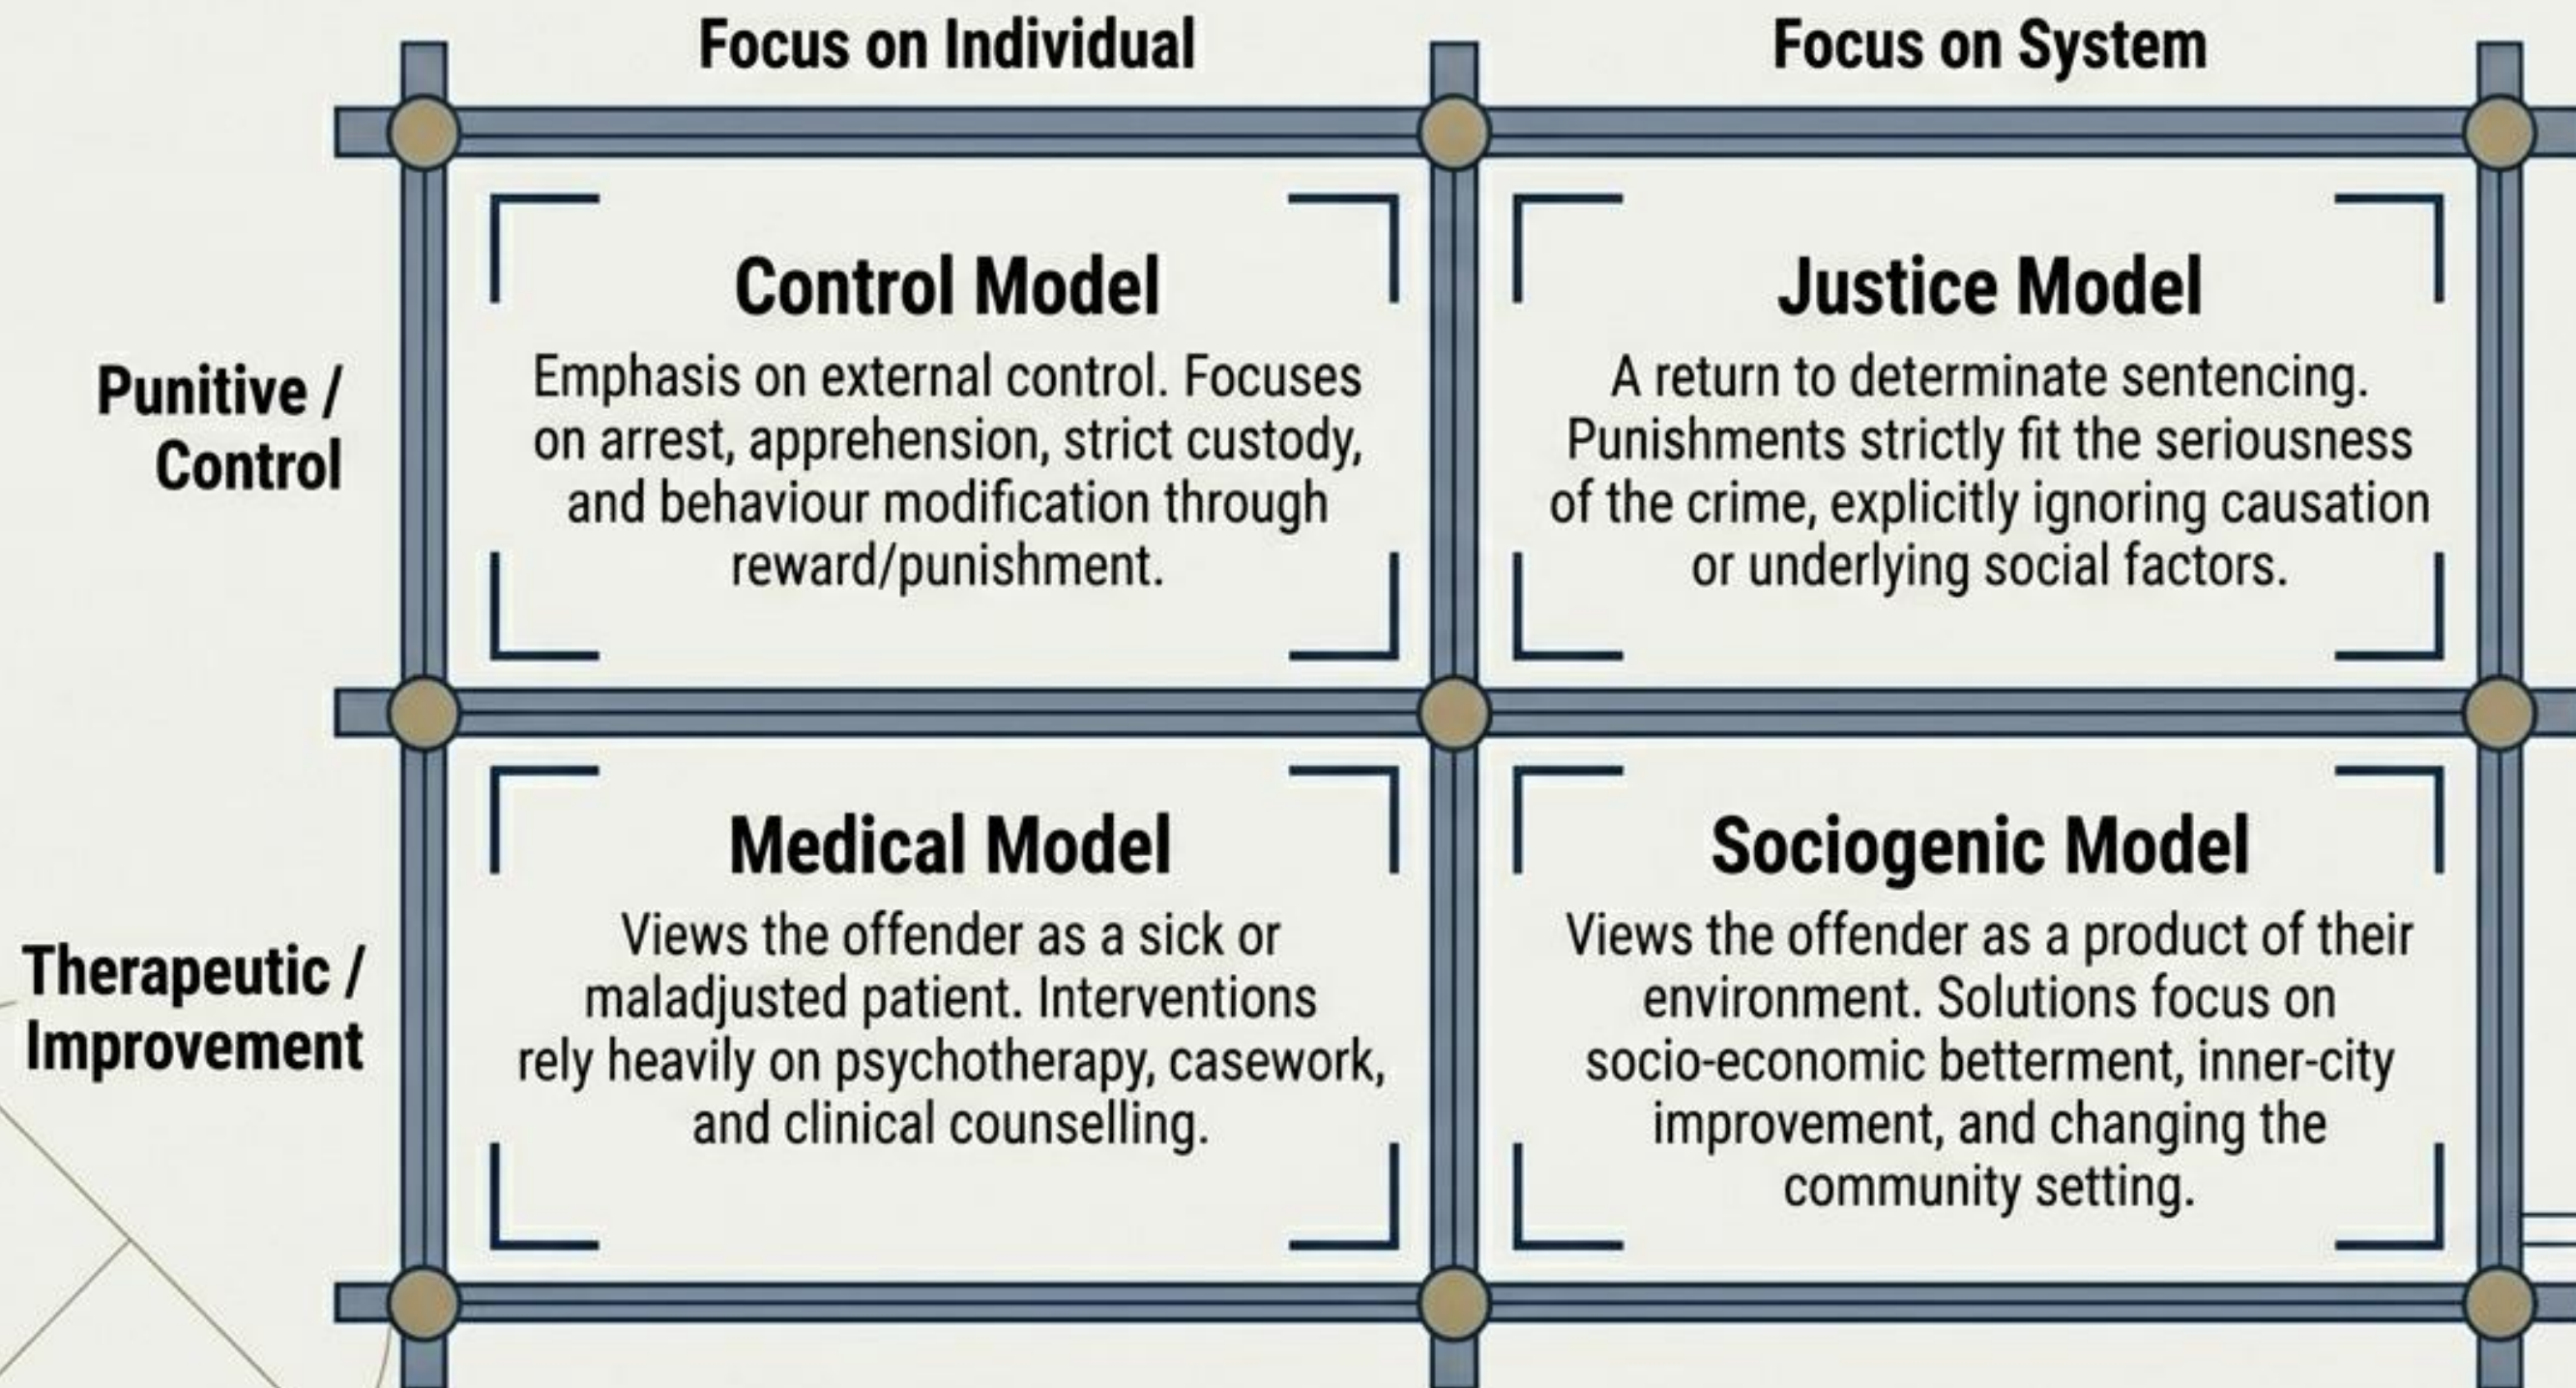 Focus on Individual
Focus on System
Punitive /
Control
Control Model
Emphasis on external control. Focuses
on arrest, apprehension, strict custody,
and behaviour modification through
reward/punishment.
Justice Model
A return to determinate sentencing.
Punishments strictly fit the seriousness
of the crime, explicitly ignoring causation
or underlying social factors.
Therapeutic /
Improvement
Medical Model
Views the offender as a sick or
maladjusted patient. Interventions
rely heavily on psychotherapy, casework,
and clinical counselling.
Sociogenic Model
Views the offender as a product of their
environment. Solutions focus on
socio-economic betterment, inner-city
improvement, and changing the
community setting.